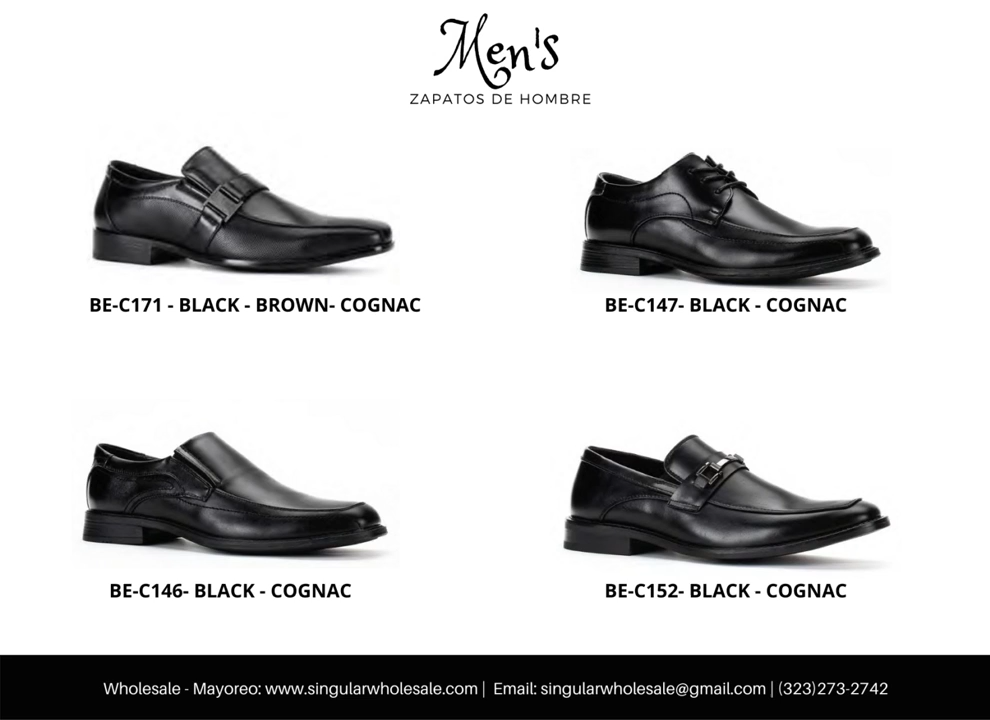 Men's
ZAPATOS DE HOMBRE
BE-C171 - BLACK - BROWN- COGNAC
BE-C147- BLACK - COGNAC
BE-C146- BLACK - COGNAC
BE-C152- BLACK - COGNAC
Wholesale - Mayoreo: www.singularwholesale.com | Email: singularwholesale@gmail.com | (323)273-2742